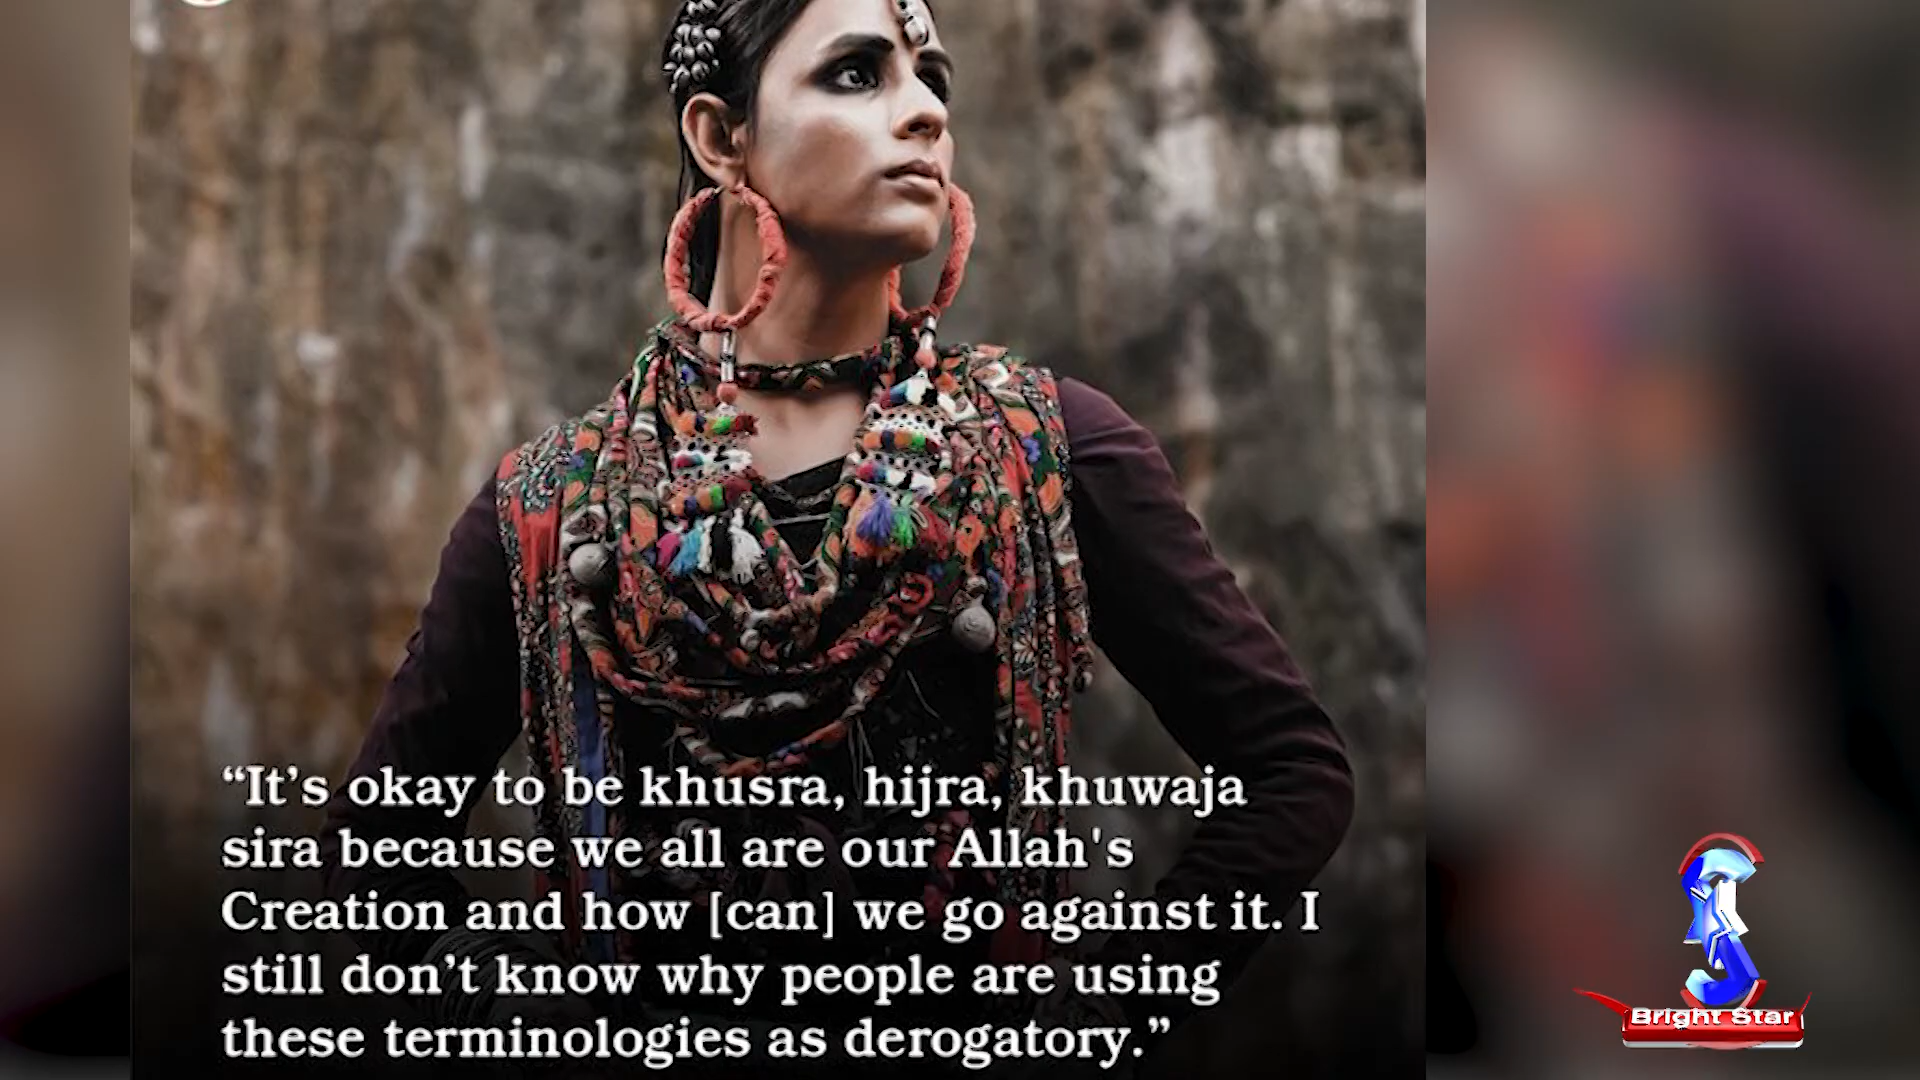 “It’s okay to be khusra, hijra, khuwaja
sira because we all are our Allah's
Creation and how [can] we go against it. I
still don’t know why people are using
these terminologies as derogatory.”
Bright Star